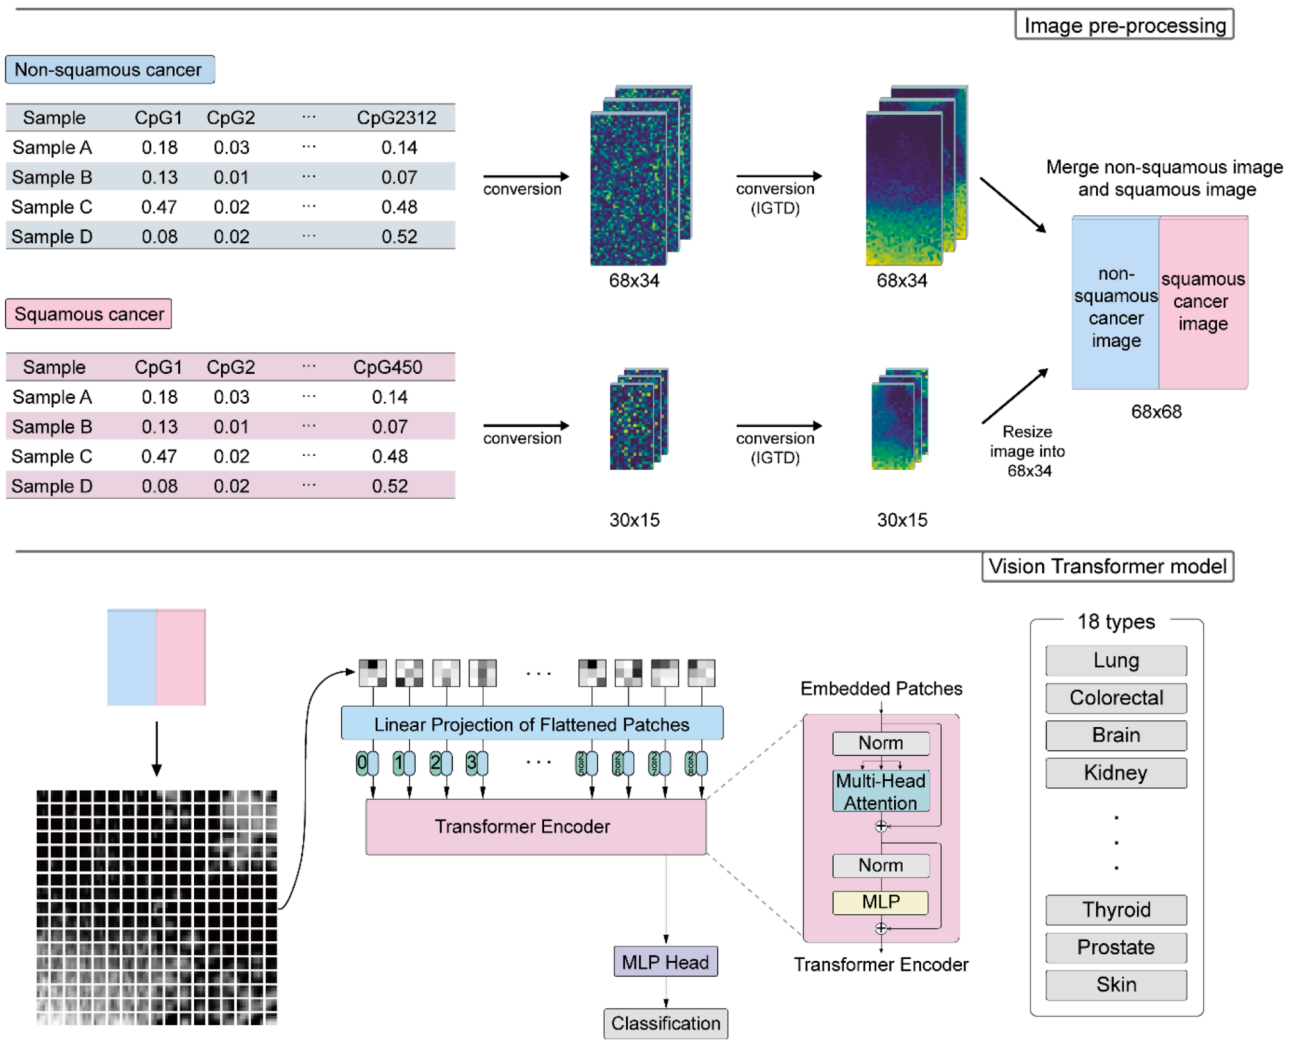 Image pre-processing
Non-squamous cancer
Sample CpG1 CpG2 ... CpG2312
Sample A 0.18 0.03 ... 0.14
Sample B 0.13 0.01 ... 0.07
Sample C 0.47 0.02 ... 0.48
Sample D 0.08 0.02 ... 0.52
conversion
68x34
conversion
(IGTD)
68x34
Merge non-squamous image
and squamous image
non-
squamous
cancer
image
squamous
cancer
image
68x68
Squamous cancer
Sample CpG1 CpG2 ... CpG450
Sample A 0.18 0.03 ... 0.14
Sample B 0.13 0.01 ... 0.07
Sample C 0.47 0.02 ... 0.48
Sample D 0.08 0.02 ... 0.52
conversion
30x15
conversion
(IGTD)
30x15
Resize
image into
68x34
Vision Transformer model
...
Linear Projection of Flattened Patches
0 1 2 3 ...
Transformer Encoder
MLP Head
Classification
Embedded Patches
Norm
Multi-Head
Attention
+
Norm
MLP
+
Transformer Encoder
18 types
Lung
Colorectal
Brain
Kidney
.
.
.
Thyroid
Prostate
Skin